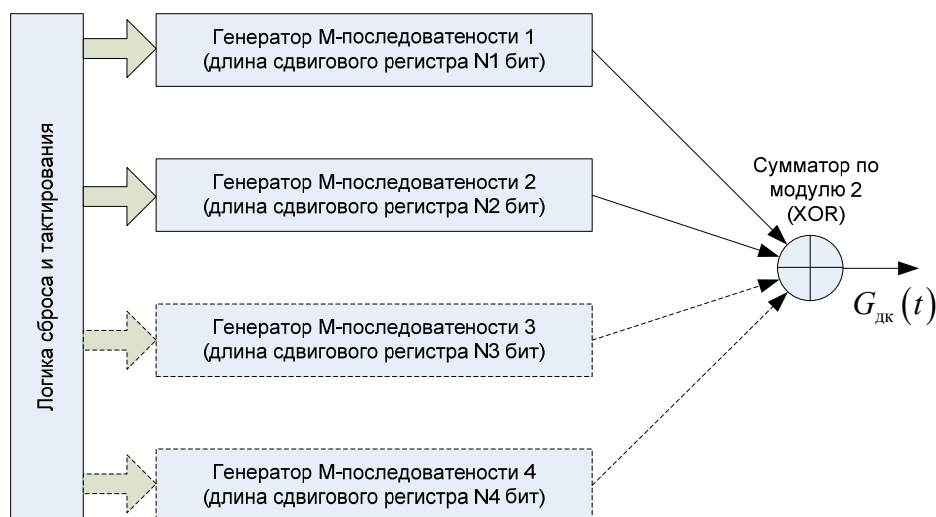 Логика сброса и тактирования
Генератор М-последоватености 1
(длина сдвигового регистра N1 бит)
Генератор М-последоватености 2
(длина сдвигового регистра N2 бит)
Генератор М-последоватености 3
(длина сдвигового регистра N3 бит)
Генератор М-последоватености 4
(длина сдвигового регистра N4 бит)
Сумматор по
модулю 2
(XOR)
G дк (t)